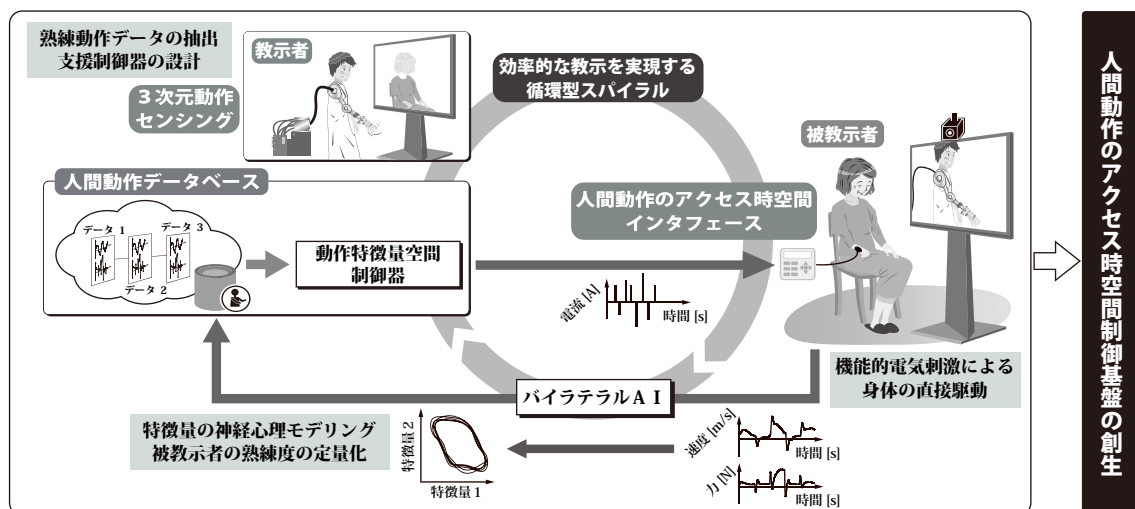 熟練動作データの抽出
支援制御器の設計
教示者
3次元動作
センシング
効率的な教示を実現する
循環型スパイラル
被教示者
人間動作データベース
データ 1
データ 3
データ 2
動作特徴量空間
制御器
人間動作のアクセス時空間
インタフェース
電流 [A]
時間 [s]
機能的電気刺激による
身体の直接駆動
バイラテラルAI
特徴量の神経心理モデリング
被教示者の熟練度の定量化
特徴量2
特徴量1
速度 [m/s]
時間 [s]
力 [N]
時間 [s]
人間動作のアクセス時空間制御基盤の創生